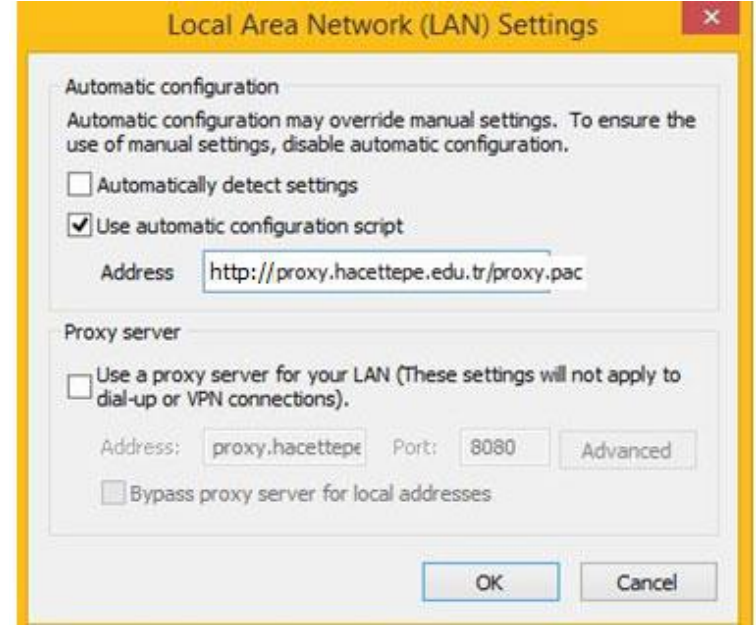 Local Area Network (LAN) Settings
Automatic configuration
Automatic configuration may override manual settings. To ensure the
use of manual settings, disable automatic configuration.
Automatically detect settings
Use automatic configuration script
Address http://proxy.hacettepe.edu.tr/proxy.pac
Proxy server
Use a proxy server for your LAN (These settings will not apply to
dial-up or VPN connections).
Address: proxy.hacettepe Port: 8080 Advanced
Bypass proxy server for local addresses
OK Cancel